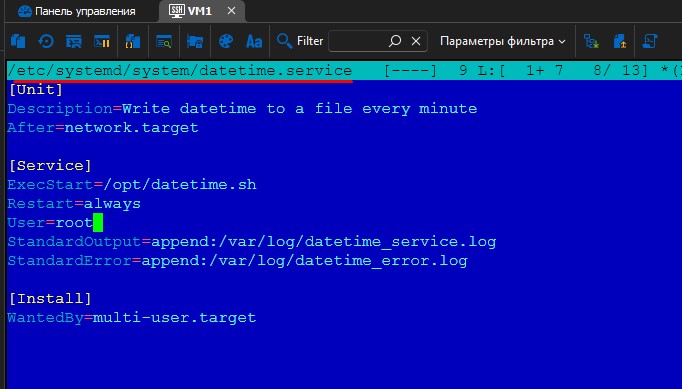 Панель управления
SSH VM1 ×
Filter
Параметры фильтра
/etc/systemd/system/datetime.service [----] 9 L:[ 1+ 7 8/ 13] *(
[Unit]
Description=Write datetime to a file every minute
After=network.target
[Service]
ExecStart=/opt/datetime.sh
Restart=always
User=root
StandardOutput=append:/var/log/datetime_service.log
StandardError=append:/var/log/datetime_error.log
[Install]
WantedBy=multi-user.target